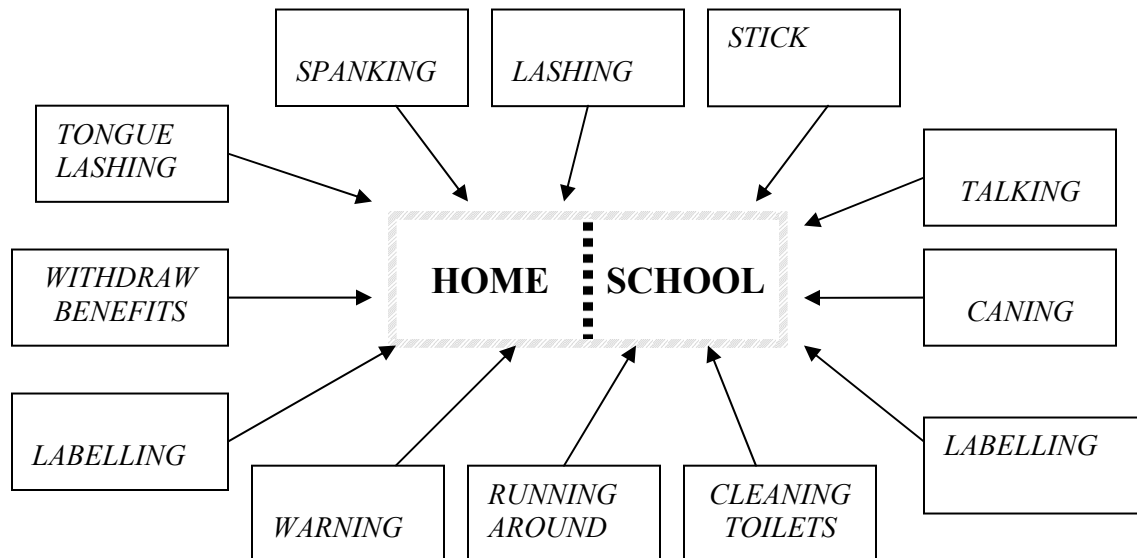 SPANKING
LASHING
STICK
TONGUE
LASHING
TALKING
HOME
SCHOOL
WITHDRAW
BENEFITS
CANING
LABELLING
LABELLING
WARNING
RUNNING
AROUND
CLEANING
TOILETS